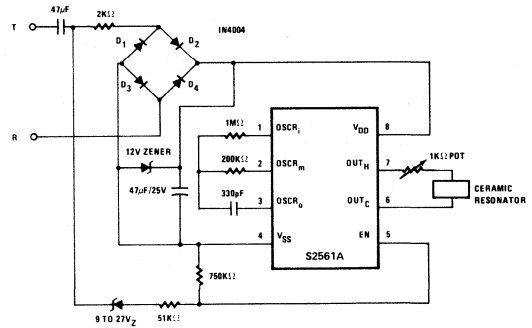 .47μF
2KΩ
T
IN4004
D1
D2
D3
D4
R
1MΩ
1
OSCRi
VDD
8
12V ZENER
200KΩ
2
OSCRm
OUTH
7
1KΩ POT
47μF/25V
330pF
3
OSCRo
OUTC
6
CERAMIC
RESONATOR
4
VSS
EN
5
S2561A
750KΩ
9 TO 27VZ
51KΩ